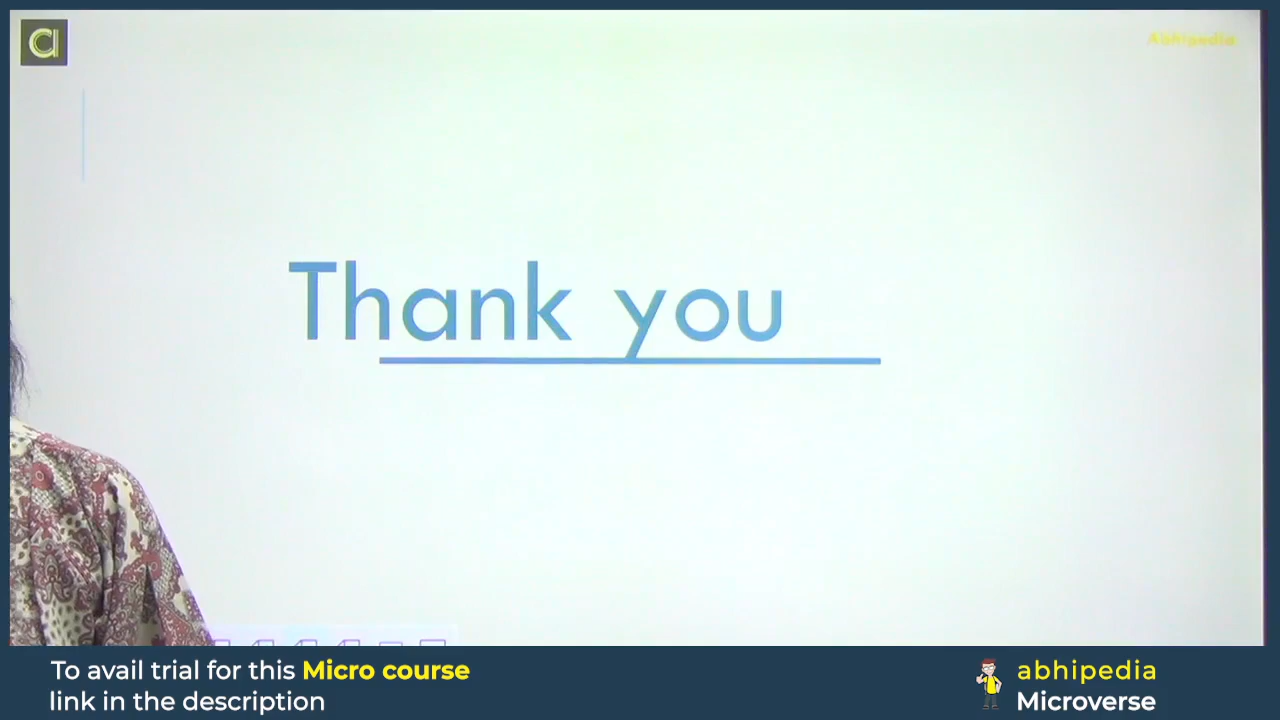 Abhipedia
Thank you
To avail trial for this Micro course
link in the description
abhipedia
Microverse